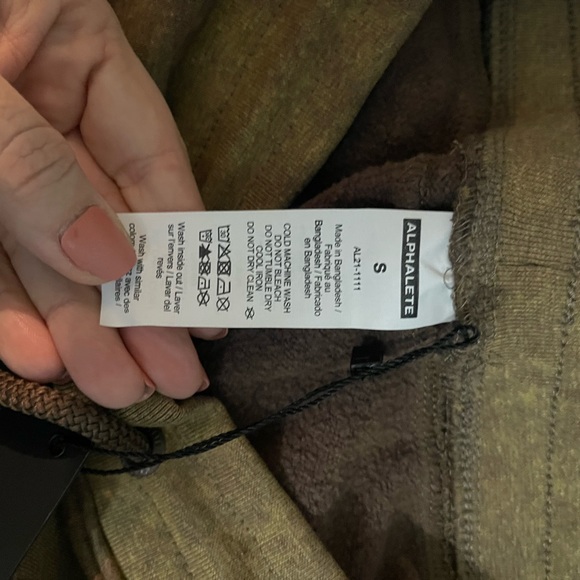 ALPHALETE
S
AL21-1111
Made in Bangladesh /
Fabriqué au
Bangladesh / Fabricado
en Bangladesh
COLD MACHINE WASH
DO NOT BLEACH
DO NOT TUMBLE DRY
COOL IRON
DO NOT DRY CLEAN
Wash inside out / Laver
sur l'envers / Lavar del
revés
Wash with similar
avec des